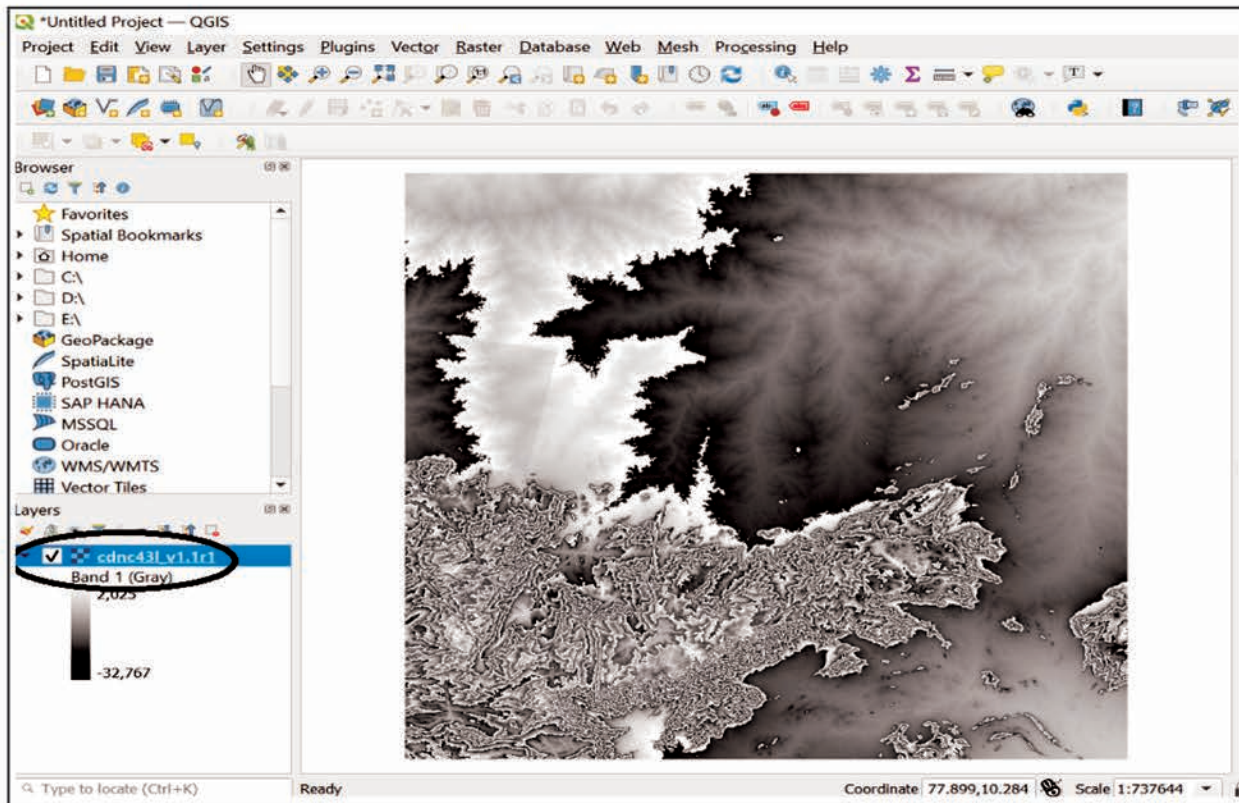 *Untitled Project — QGIS
Project Edit View Layer Settings Plugins Vector Raster Database Web Mesh Processing Help
Browser
Favorites
Spatial Bookmarks
Home
C:\
D:\
E:\
GeoPackage
SpatiaLite
PostGIS
SAP HANA
MSSQL
Oracle
WMS/WMTS
Vector Tiles
Layers
cdnc43l_v1.1r1
Band 1 (Gray)
2,025
-32,767
Type to locate (Ctrl+K) Ready Coordinate 77.899,10.284 Scale 1:737644